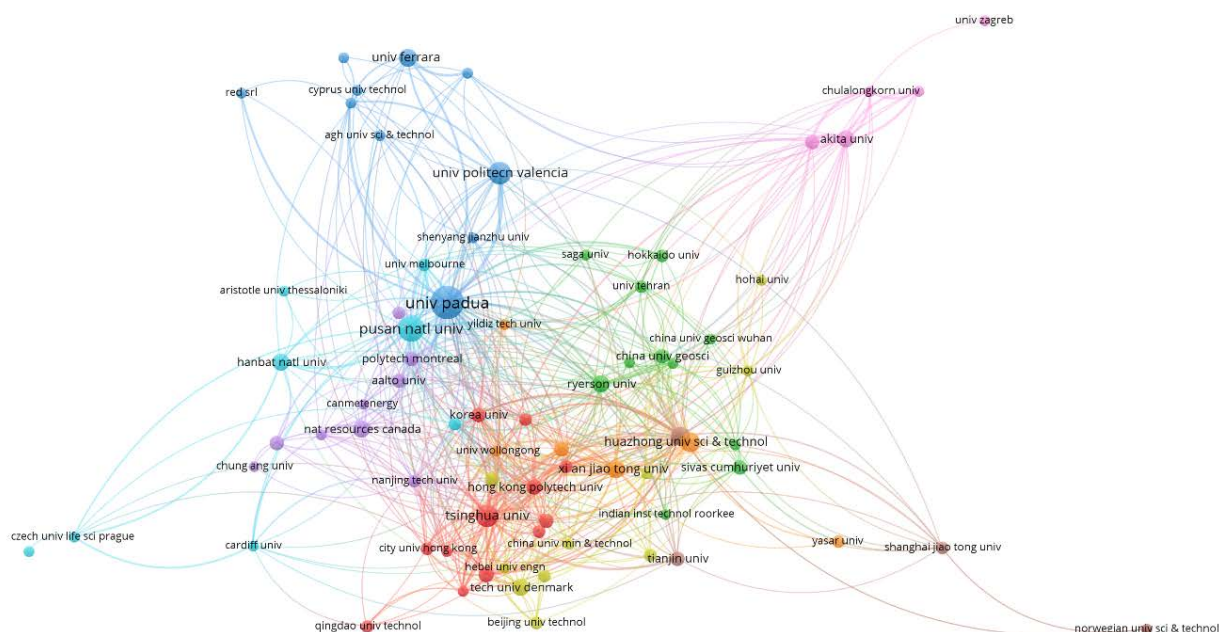 univ zagreb
univ ferrara
red srl
cyprus univ technol
chulalongkorn univ
agh univ sci & technol
akita univ
univ politecn valencia
shenyang jianzhu univ
saga univ
hokkaido univ
univ melbourne
hohai univ
aristotle univ thessaloniki
univ tehran
univ padua
yildiz tech univ
pusan natl univ
china univ geosci wuhan
hanbat natl univ
polytech montreal
china univ geosci
guizhou univ
aalto univ
ryerson univ
canmetenergy
korea univ
nat resources canada
huazhong univ sci & technol
univ wollongong
chung ang univ
xi an jiao tong univ
sivas cumhuriyet univ
nanjing tech univ
hong kong polytech univ
tsinghua univ
indian inst technol roorkee
czech univ life sci prague
cardiff univ
city univ hong kong
china univ min & technol
yasar univ
shanghai jiao tong univ
tianjin univ
hebei univ engn
tech univ denmark
qingdao univ technol
beijing univ technol
norwegian univ sci & technol